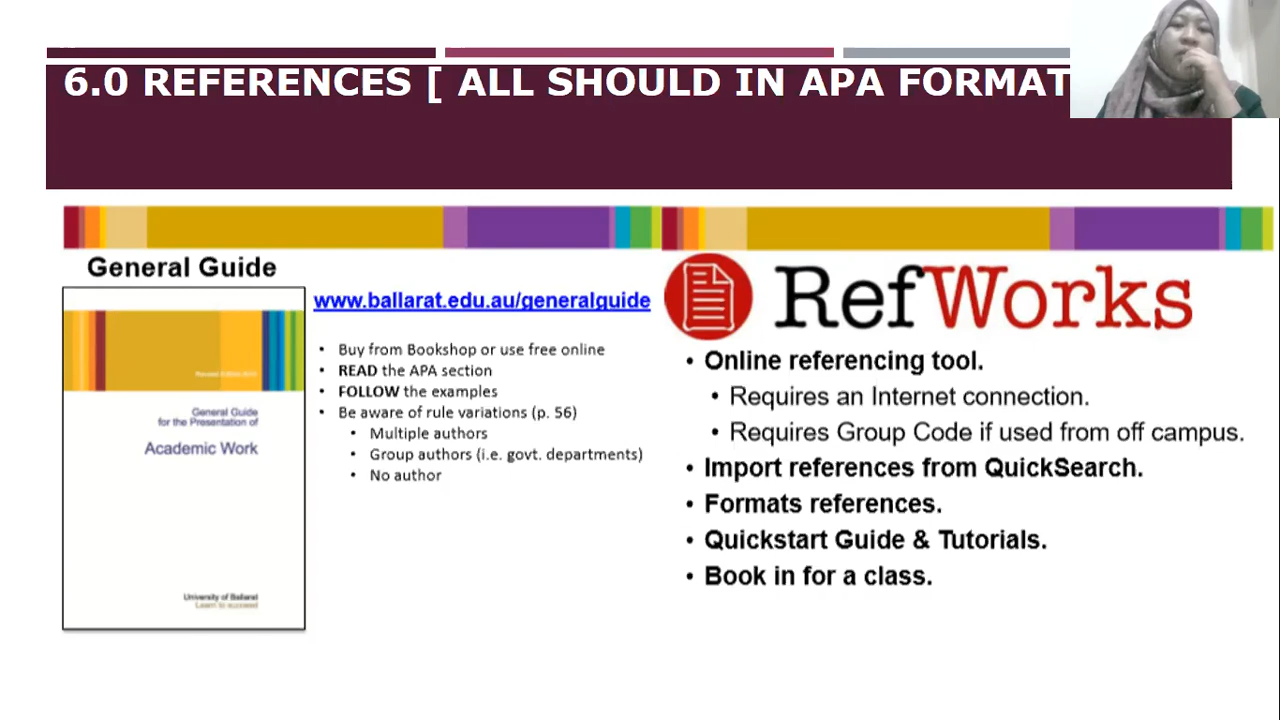 6.0 REFERENCES [ ALL SHOULD IN APA FORMAT
General Guide
General Guide
for the Presentation of
Academic Work
University of Ballarat
Learn to succeed
www.ballarat.edu.au/generalguide
• Buy from Bookshop or use free online
• READ the APA section
• FOLLOW the examples
• Be aware of rule variations (p. 56)
• Multiple authors
• Group authors (i.e. govt. departments)
• No author
RefWorks
• Online referencing tool.
• Requires an Internet connection.
• Requires Group Code if used from off campus.
• Import references from QuickSearch.
• Formats references.
• Quickstart Guide & Tutorials.
• Book in for a class.